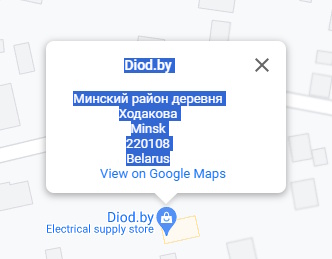 Diod.by
Минский район деревня
Ходакова
Minsk
220108
Belarus
View on Google Maps
Diod.by
Electrical supply store